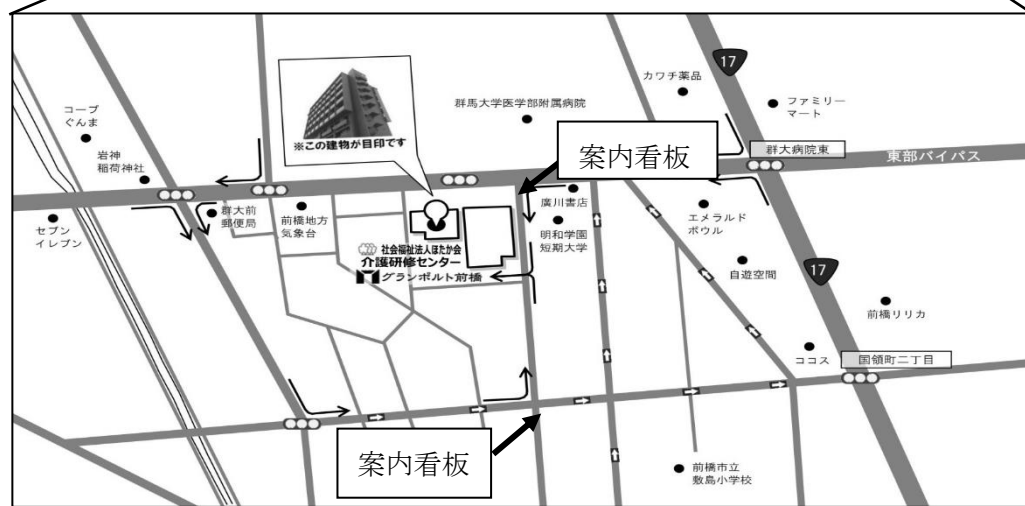 17
カワチ薬品
ファミリー
マート
コープ
ぐんま
群馬大学医学部附属病院
※この建物が目印です
案内看板
群大病院東
東部バイパス
岩神
稲荷神社
廣川書店
エメラルド
ボウル
群大前
郵便局
前橋地方
気象台
明和学園
短期大学
セブン
イレブン
社会福祉法人ほたか会
介護研修センター
グランポルト前橋
自遊空間
17
前橋リリカ
ココス
国領町二丁目
案内看板
前橋市立
敷島小学校